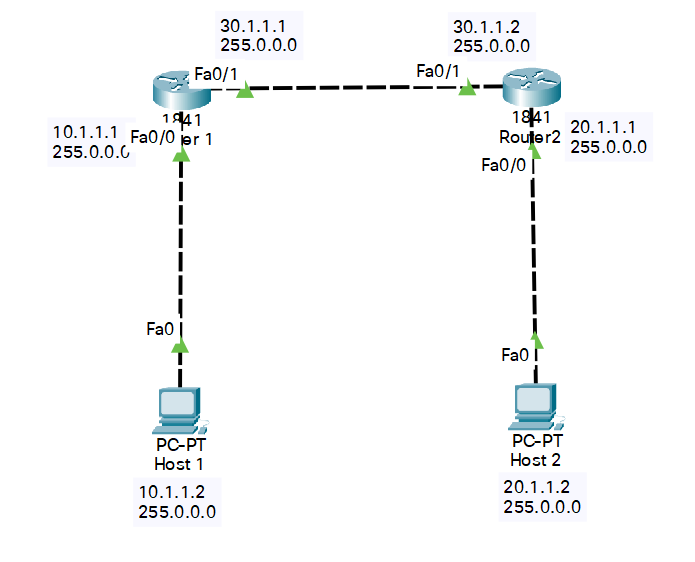 30.1.1.1
255.0.0.0
30.1.1.2
255.0.0.0
Fa0/1
Fa0/1
1841
er 1
1841
Router2
10.1.1.1
255.0.0.0
Fa0/0
20.1.1.1
255.0.0.0
Fa0/0
Fa0
Fa0
PC-PT
Host 1
PC-PT
Host 2
10.1.1.2
255.0.0.0
20.1.1.2
255.0.0.0